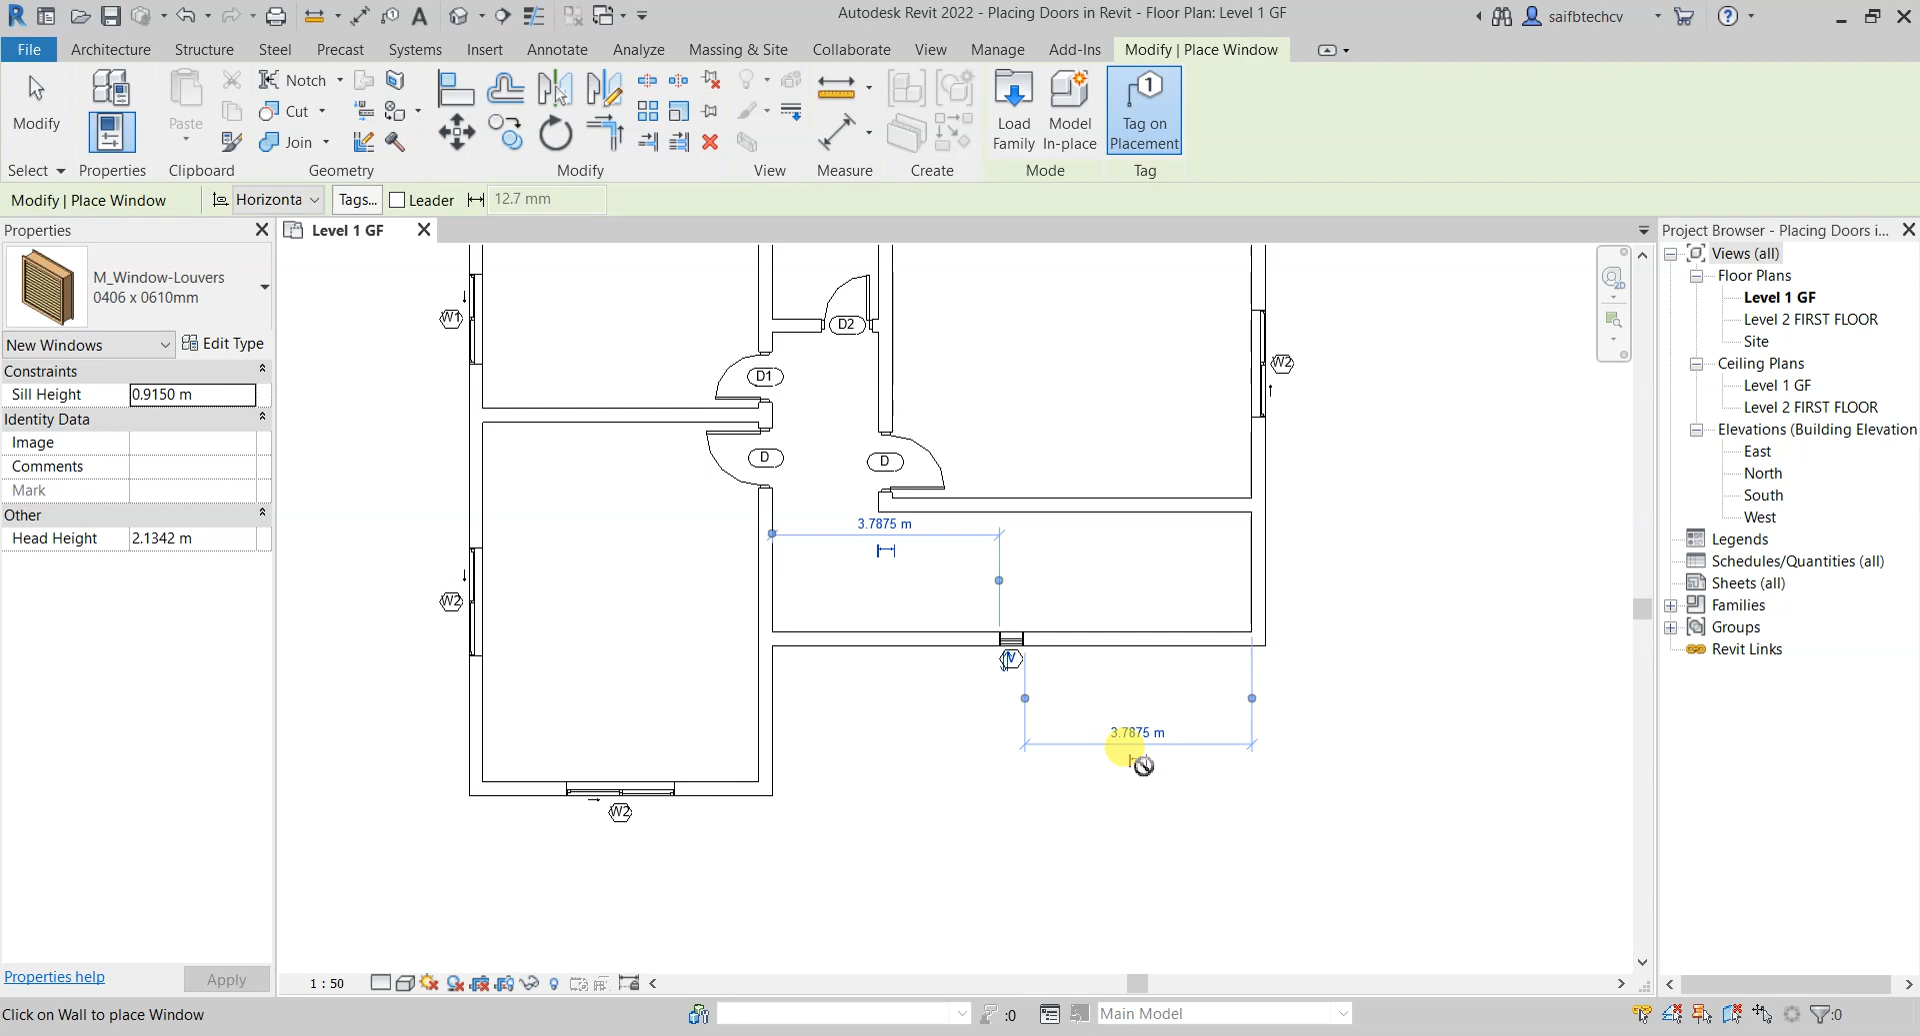 Autodesk Revit 2022 - Placing Doors in Revit - Floor Plan: Level 1 GF
saifbtechcv
File
Architecture
Structure
Steel
Precast
Systems
Insert
Annotate
Analyze
Massing & Site
Collaborate
View
Manage
Add-Ins
Modify | Place Window
Modify
Paste
Notch
Cut
Join
Load Family
Model In-place
1
Tag on Placement
Select
Properties
Clipboard
Geometry
Modify
View
Measure
Create
Mode
Tag
Modify | Place Window
Horizonta
Tags...
Leader
12.7 mm
Properties
M_Window-Louvers
0406 x 0610mm
New Windows
Edit Type
Constraints
Sill Height
0.9150 m
Identity Data
Image
Comments
Mark
Other
Head Height
2.1342 m
Properties help
Apply
Level 1 GF
W1
D2
W2
D1
D
D
3.7875 m
W2
3.7875 m
W2
2D
1 : 50
Project Browser - Placing Doors i...
Views (all)
Floor Plans
Level 1 GF
Level 2 FIRST FLOOR
Site
Ceiling Plans
Level 1 GF
Level 2 FIRST FLOOR
Elevations (Building Elevation
East
North
South
West
Legends
Schedules/Quantities (all)
Sheets (all)
Families
Groups
Revit Links
Click on Wall to place Window
:0
Main Model
:0